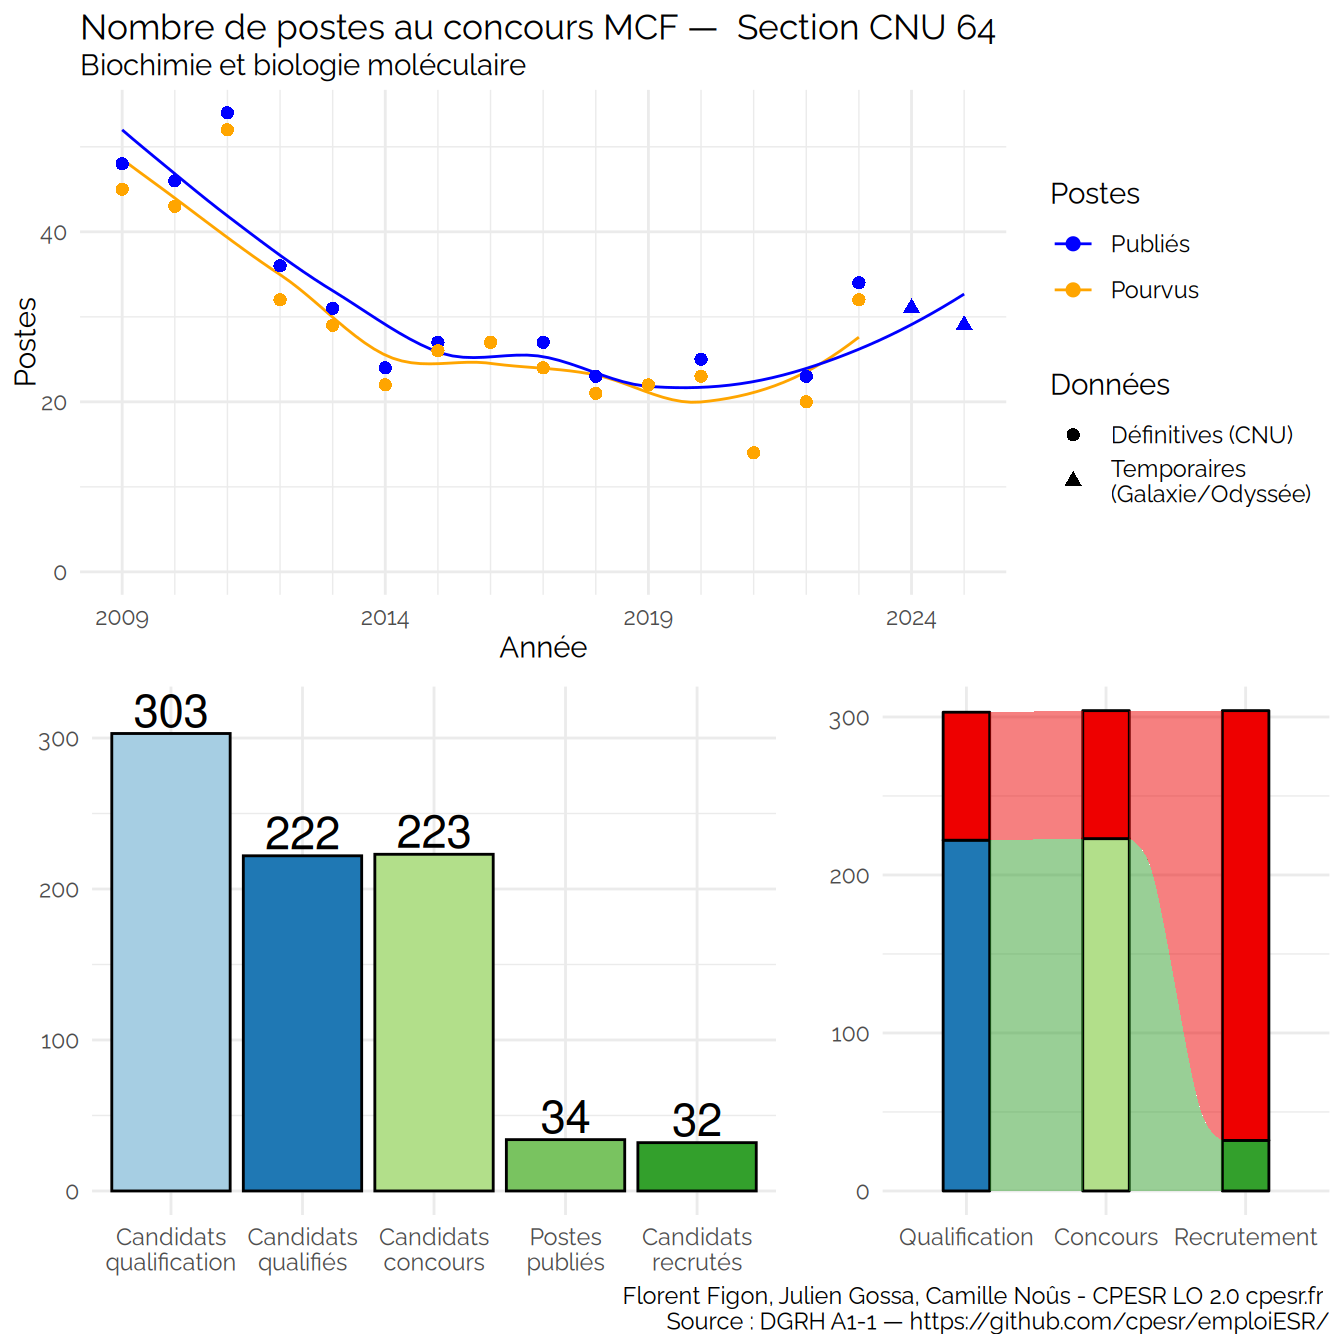 Nombre de postes au concours MCF — Section CNU 64
Biochimie et biologie moléculaire
Postes
40
20
0
2009
2014
2019
2024
Année
Postes
Publiés
Pourvus
Données
Définitives (CNU)
Temporaires
(Galaxie/Odyssée)
300
200
100
0
303
222
223
34
32
Candidats
qualification
Candidats
qualifiés
Candidats
concours
Postes
publiés
Candidats
recrutés
300
200
100
0
Qualification
Concours
Recrutement
Florent Figon, Julien Gossa, Camille Noûs - CPESR LO 2.0 cpesr.fr
Source : DGRH A1-1 — https://github.com/cpesr/emploiESR/